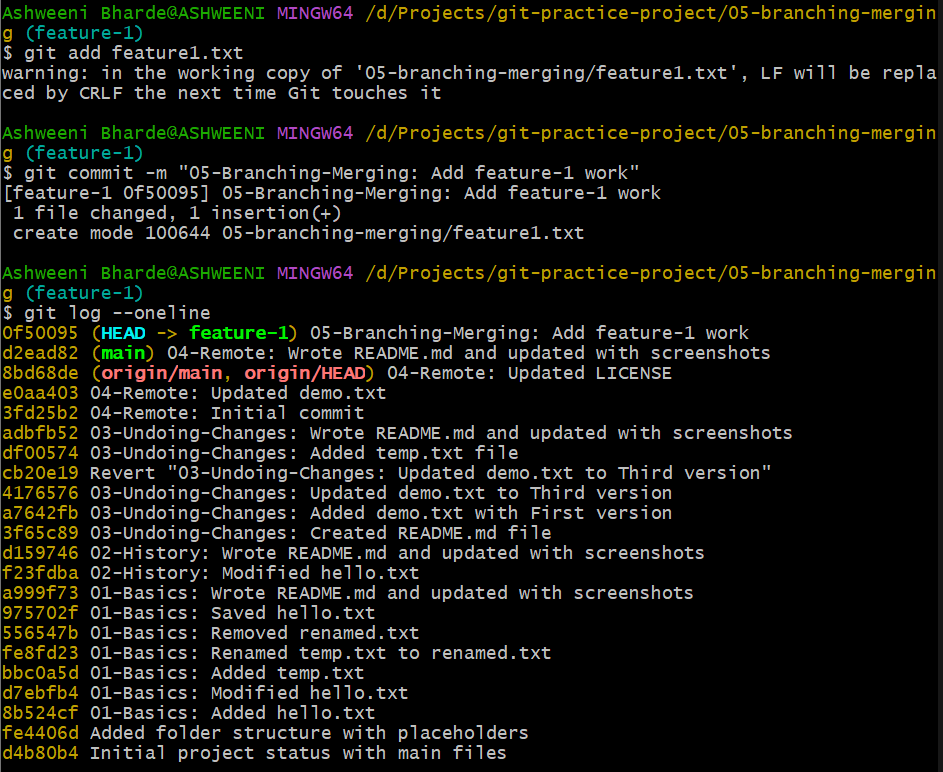 Ashweeni Bharde@ASHWEENI MINGW64 /d/Projects/git-practice-project/05-branching-mergin
g (feature-1)
$ git add feature1.txt
warning: in the working copy of '05-branching-merging/feature1.txt', LF will be repla
ced by CRLF the next time Git touches it
Ashweeni Bharde@ASHWEENI MINGW64 /d/Projects/git-practice-project/05-branching-mergin
g (feature-1)
$ git commit -m "05-Branching-Merging: Add feature-1 work"
[feature-1 0f50095] 05-Branching-Merging: Add feature-1 work
 1 file changed, 1 insertion(+)
 create mode 100644 05-branching-merging/feature1.txt
Ashweeni Bharde@ASHWEENI MINGW64 /d/Projects/git-practice-project/05-branching-mergin
g (feature-1)
$ git log --oneline
0f50095 (HEAD -> feature-1) 05-Branching-Merging: Add feature-1 work
d2ead82 (main) 04-Remote: Wrote README.md and updated with screenshots
8bd68de (origin/main, origin/HEAD) 04-Remote: Updated LICENSE
e0aa403 04-Remote: Updated demo.txt
3fd25b2 04-Remote: Initial commit
adbfb52 03-Undoing-Changes: Wrote README.md and updated with screenshots
df00574 03-Undoing-Changes: Added temp.txt file
cb20e19 Revert "03-Undoing-Changes: Updated demo.txt to Third version"
4176576 03-Undoing-Changes: Updated demo.txt to Third version
a7642fb 03-Undoing-Changes: Added demo.txt with First version
3f65c89 03-Undoing-Changes: Created README.md file
d159746 02-History: Wrote README.md and updated with screenshots
f23fdba 02-History: Modified hello.txt
a999f73 01-Basics: Wrote README.md and updated with screenshots
975702f 01-Basics: Saved hello.txt
556547b 01-Basics: Removed renamed.txt
fe8fd23 01-Basics: Renamed temp.txt to renamed.txt
bbc0a5d 01-Basics: Added temp.txt
d7ebfb4 01-Basics: Modified hello.txt
8b524cf 01-Basics: Added hello.txt
fe4406d Added folder structure with placeholders
d4b80b4 Initial project status with main files